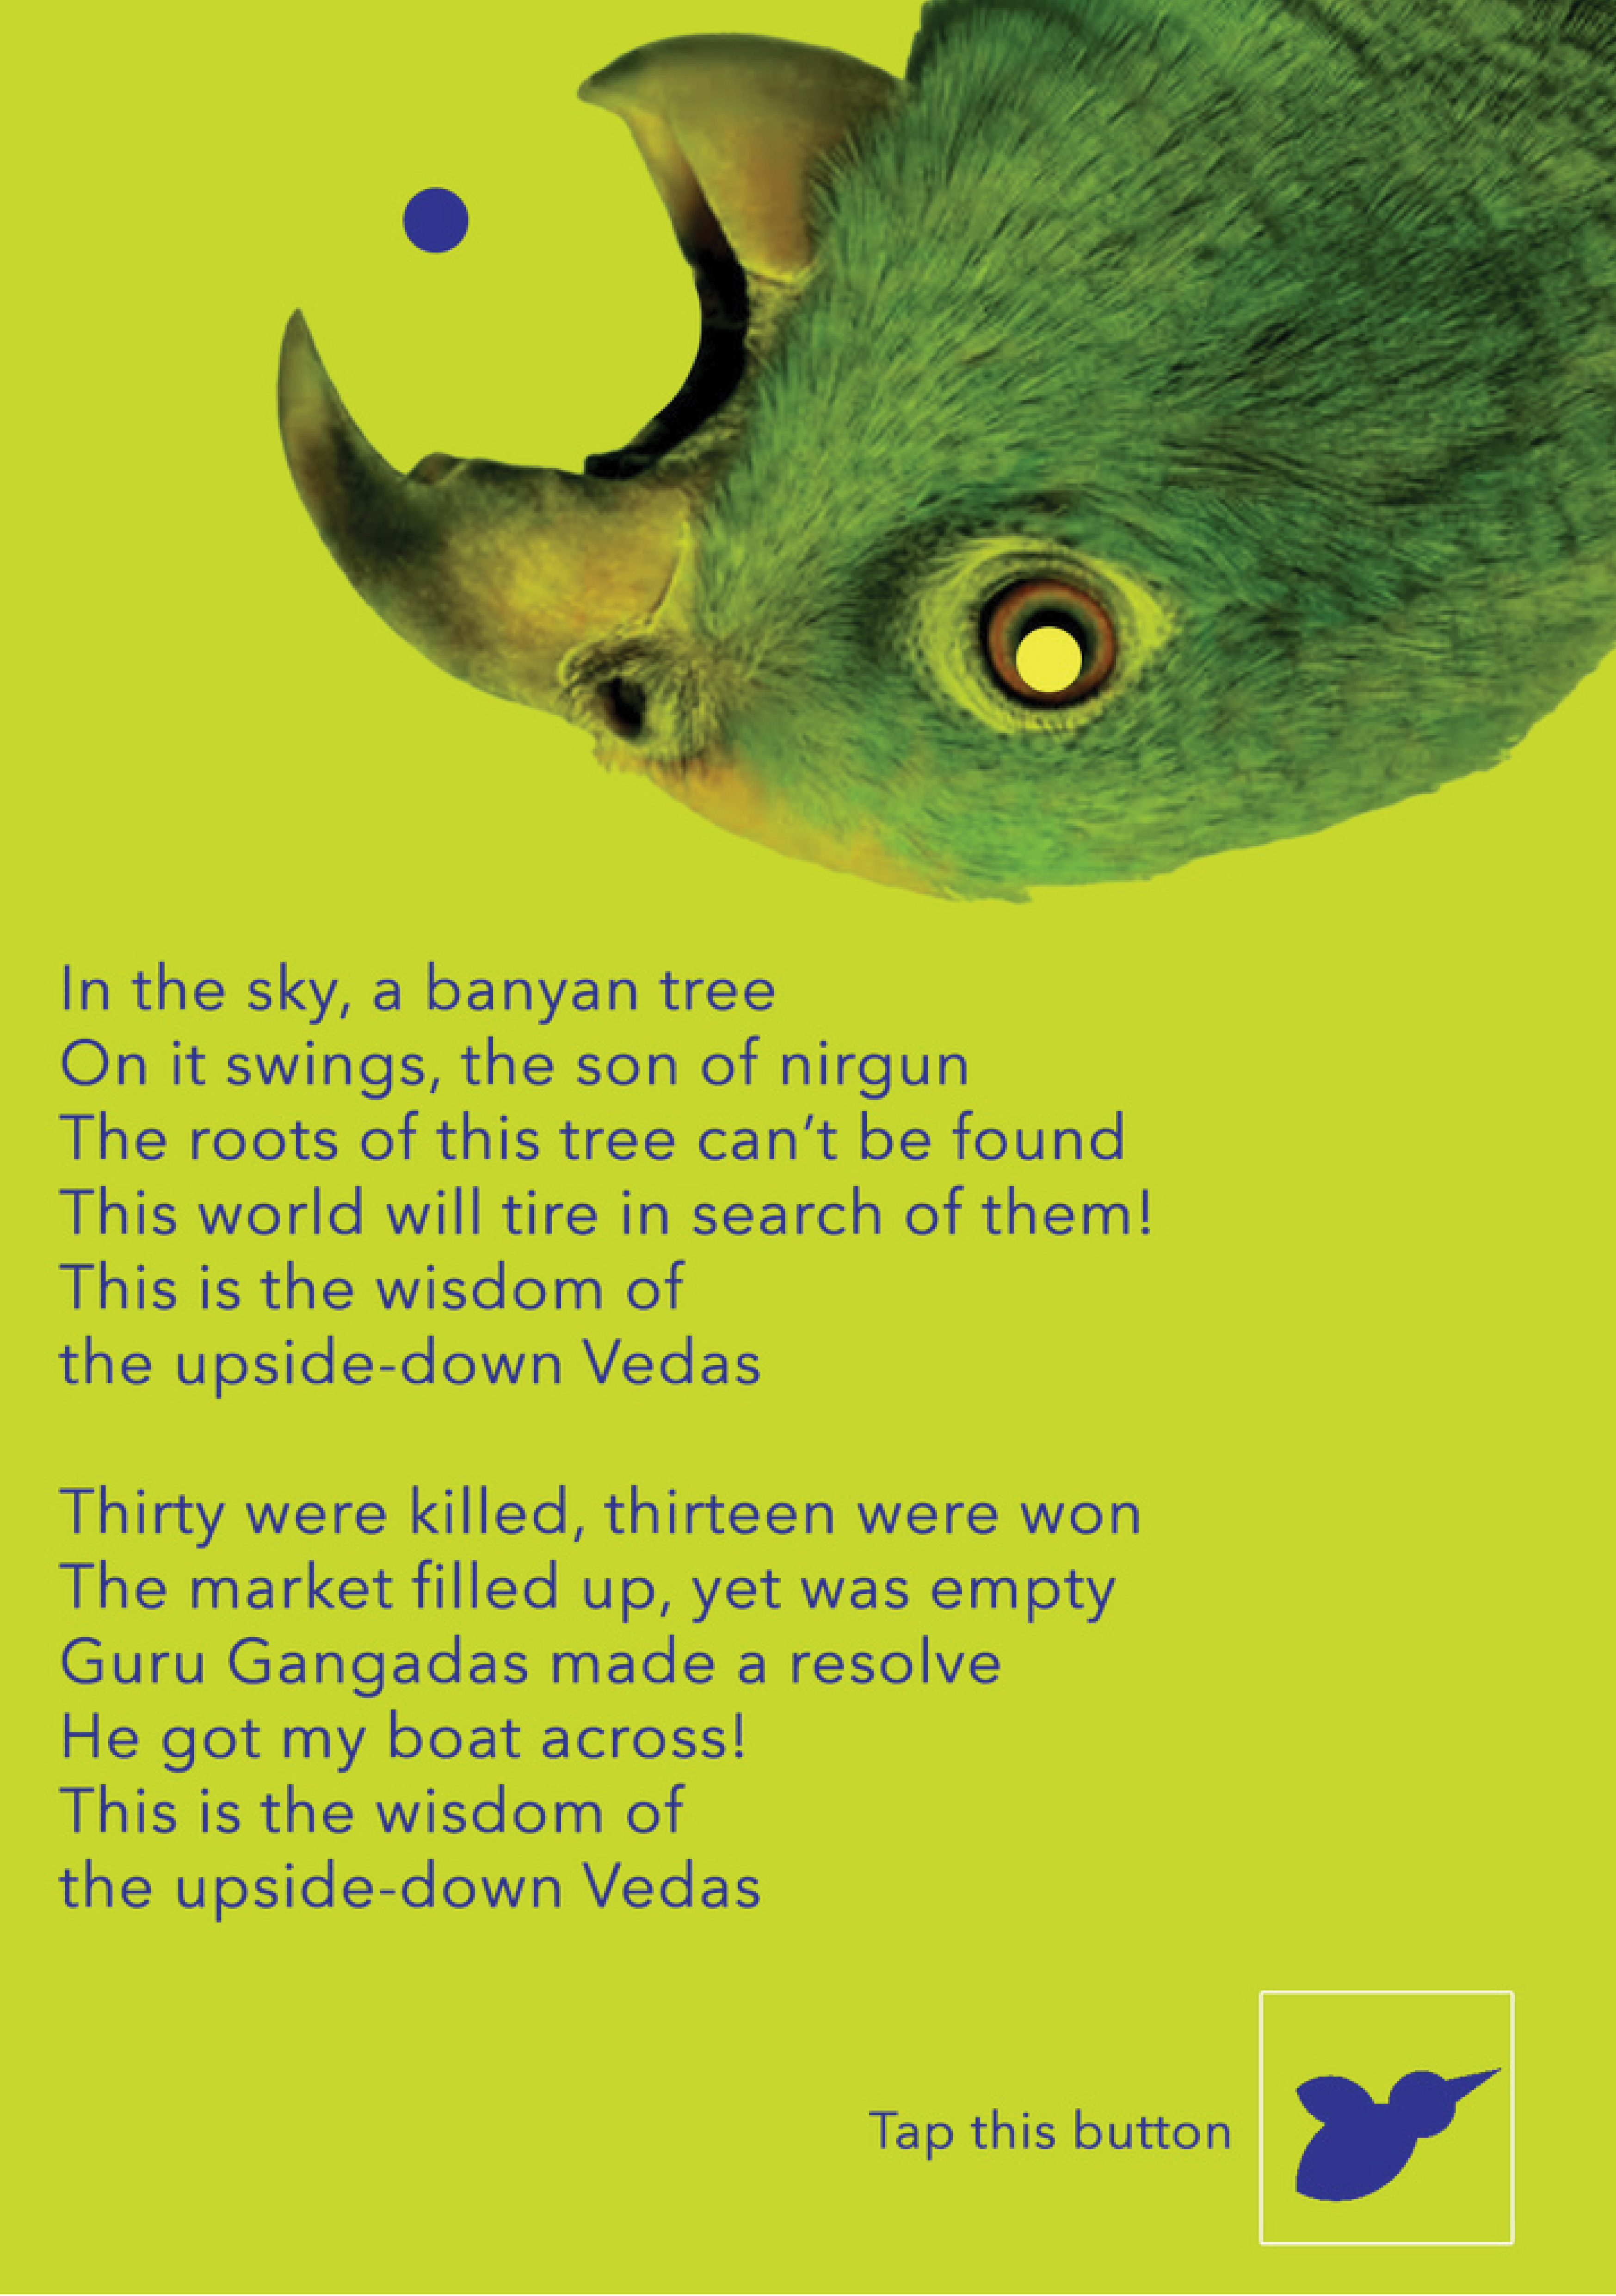 In the sky, a banyan tree
On it swings, the son of nirgun
The roots of this tree can’t be found
This world will tire in search of them!
This is the wisdom of
the upside-down Vedas
Thirty were killed, thirteen were won
The market filled up, yet was empty
Guru Gangadas made a resolve
He got my boat across!
This is the wisdom of
the upside-down Vedas
Tap this button